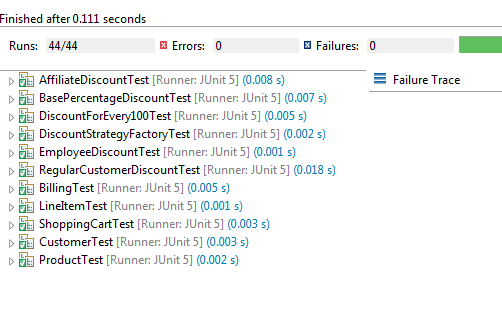 Finished after 0.111 seconds
Runs: 44/44 Errors: 0 Failures: 0
AffiliateDiscountTest [Runner: JUnit 5] (0.008 s)
Failure Trace
BasePercentageDiscountTest [Runner: JUnit 5] (0.007 s)
DiscountForEvery100Test [Runner: JUnit 5] (0.005 s)
DiscountStrategyFactoryTest [Runner: JUnit 5] (0.002 s)
EmployeeDiscountTest [Runner: JUnit 5] (0.001 s)
RegularCustomerDiscountTest [Runner: JUnit 5] (0.018 s)
BillingTest [Runner: JUnit 5] (0.005 s)
LineItemTest [Runner: JUnit 5] (0.001 s)
ShoppingCartTest [Runner: JUnit 5] (0.003 s)
CustomerTest [Runner: JUnit 5] (0.003 s)
ProductTest [Runner: JUnit 5] (0.002 s)